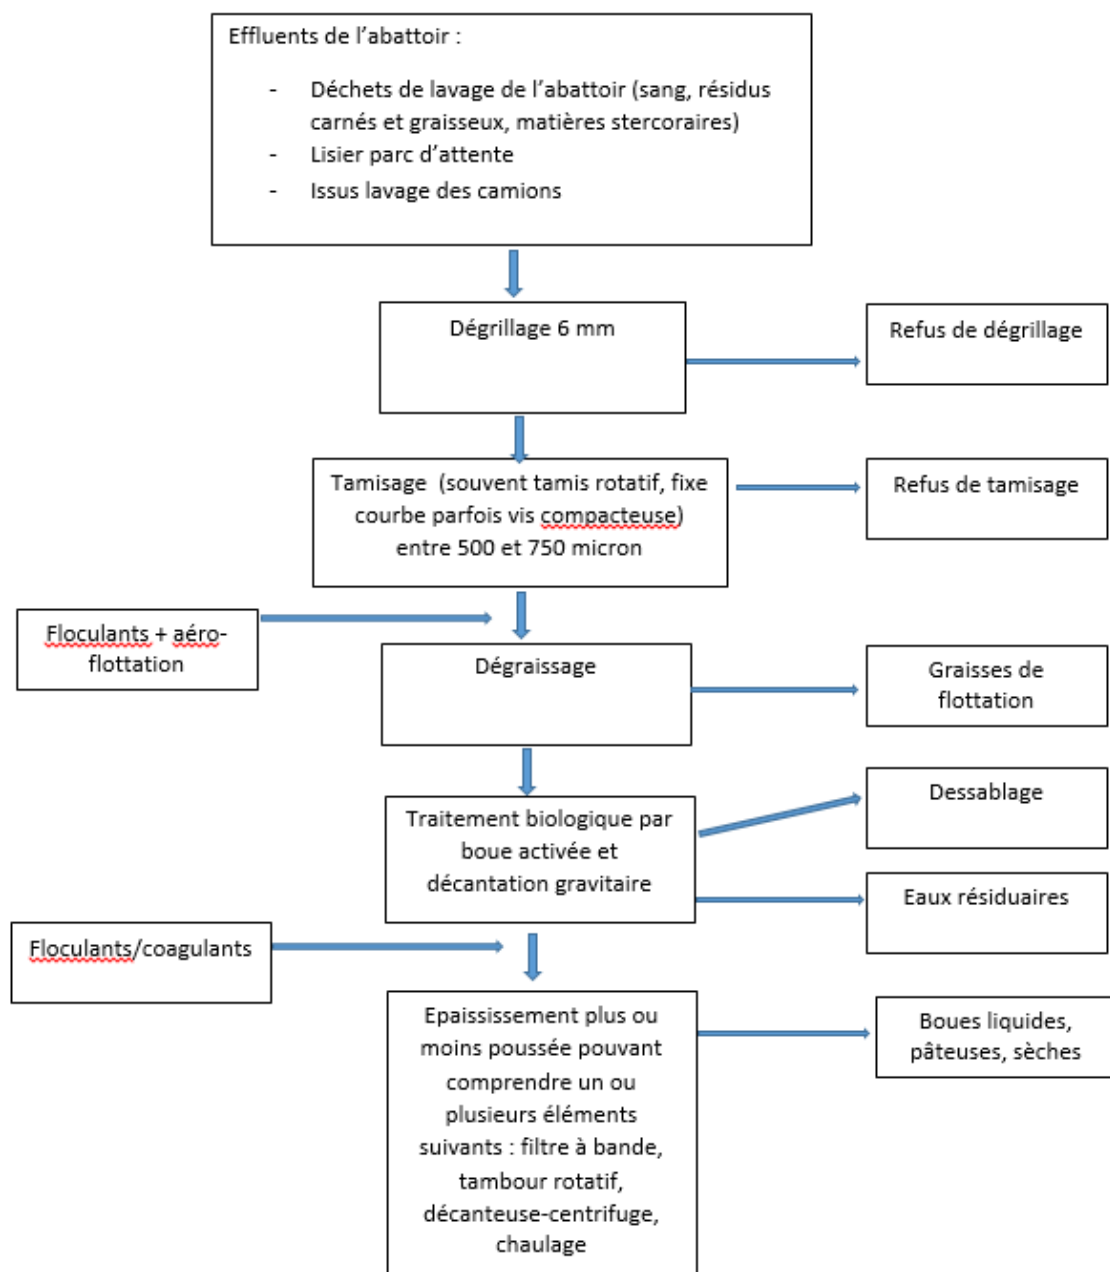 Effluents de l’abattoir :
- Déchets de lavage de l’abattoir (sang, résidus
carnés et graisseux, matières stercoraires)
- Lisier parc d’attente
- Issus lavage des camions
Dégrillage 6 mm
Refus de dégrillage
Tamisage (souvent tamis rotatif, fixe
courbe parfois vis compacteuse)
entre 500 et 750 micron
Refus de tamisage
Floculants + aéro-
flottation
Dégraissage
Graisses de
flottation
Traitement biologique par
boue activée et
décantation gravitaire
Dessablage
Eaux résiduaires
Floculants/coagulants
Epaississement plus ou
moins poussée pouvant
comprendre un ou
plusieurs éléments
suivants : filtre à bande,
tambour rotatif,
décanteuse-centrifuge,
chaulage
Boues liquides,
pâteuses, sèches